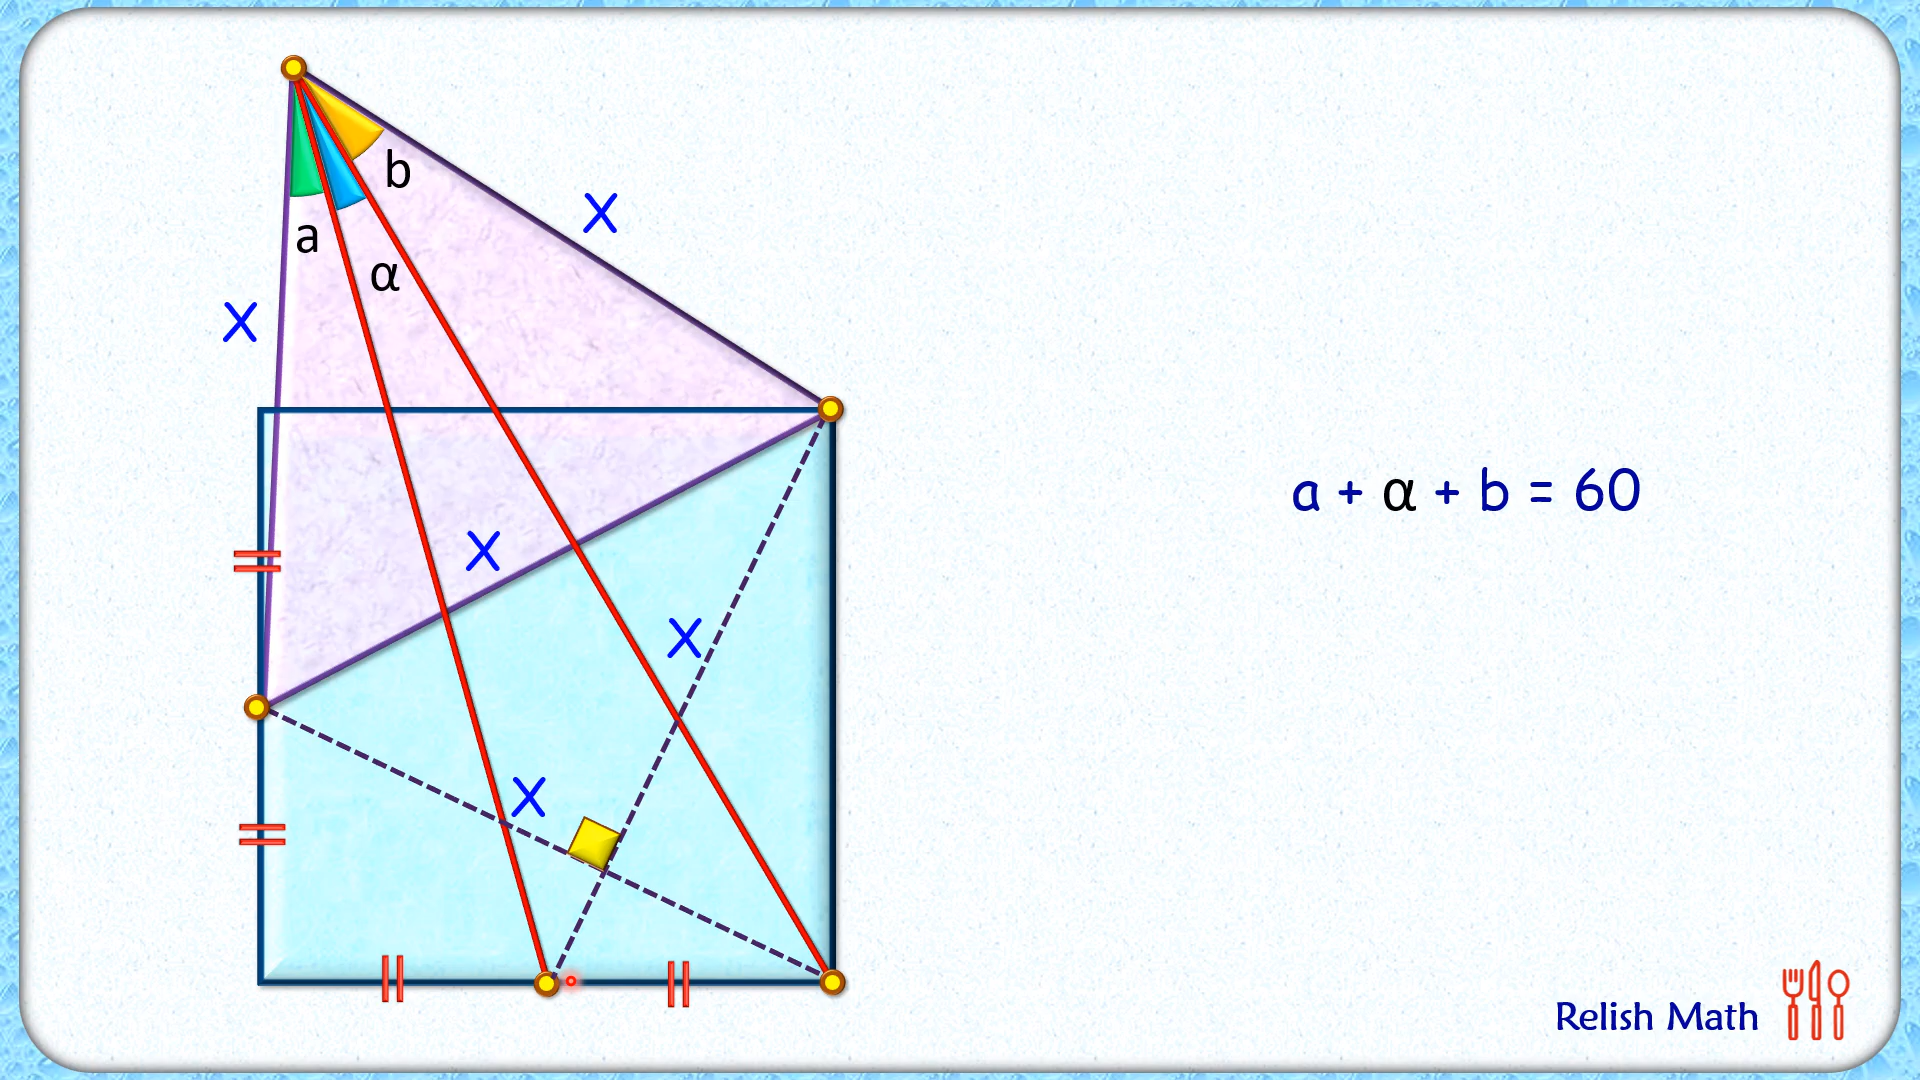 b
x
a
α
x
a + α + b = 60
x
x
x
Relish Math